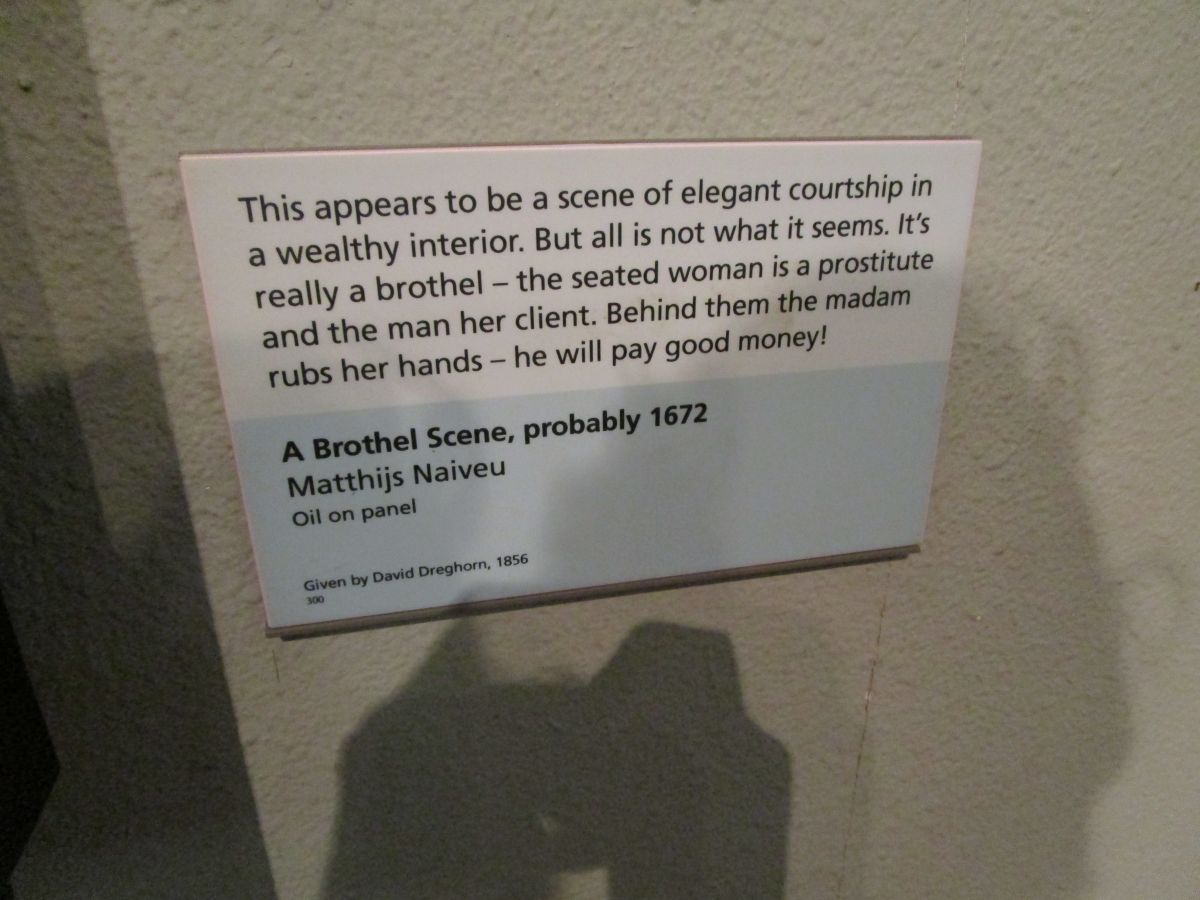 This appears to be a scene of elegant courtship in
a wealthy interior. But all is not what it seems. It's
really a brothel – the seated woman is a prostitute
and the man her client. Behind them the madam
rubs her hands – he will pay good money!
A Brothel Scene, probably 1672
Matthijs Naiveu
Oil on panel
Given by David Dreghorn, 1856
300